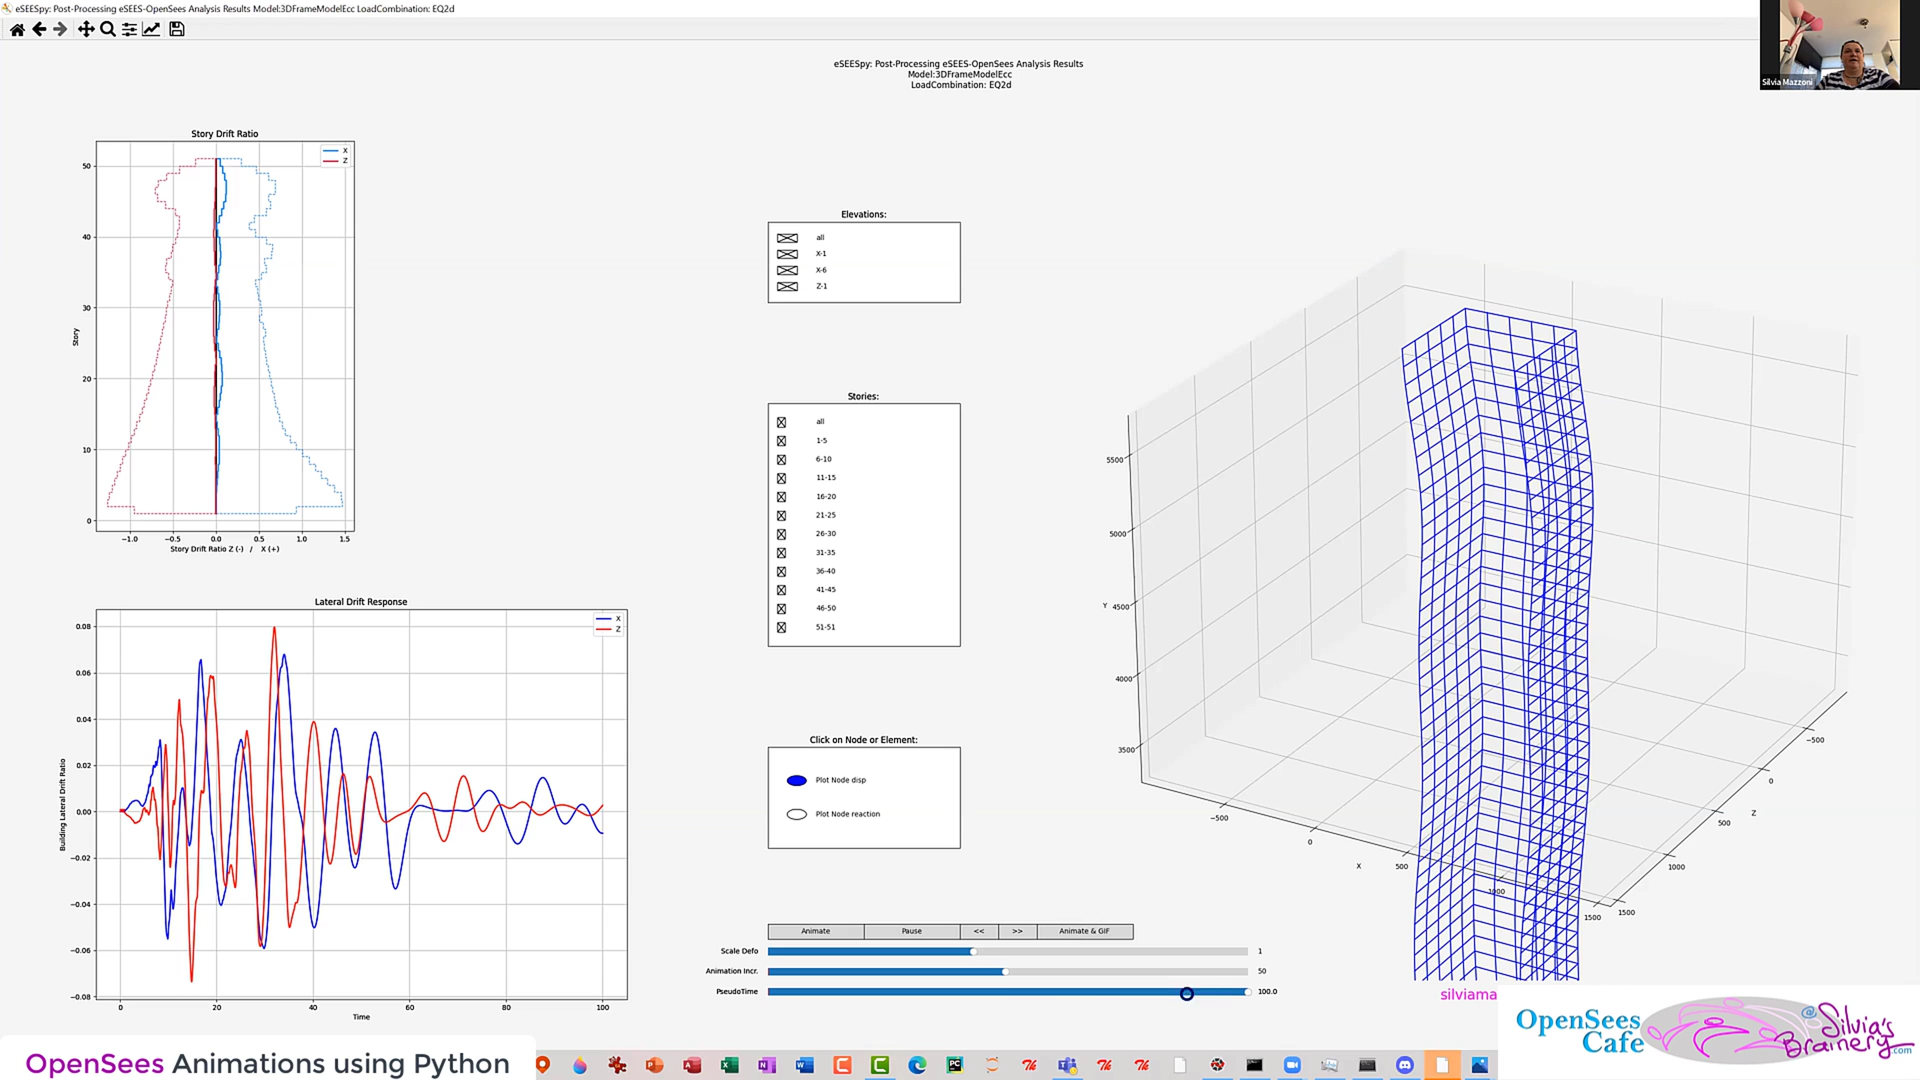 eSEESpy: Post-Processing eSEES-OpenSees Analysis Results Model:3DFrameModelEcc LoadCombination: EQ2d
eSEESpy: Post-Processing eSEES-OpenSees Analysis Results
Model:3DFrameModelEcc
LoadCombination: EQ2d
Silvia Mazzoni
Story Drift Ratio
X
Z
50
40
30
20
10
0
Story
−1.0 −0.5 0.0 0.5 1.0 1.5
Story Drift Ratio Z (-) / X (+)
Lateral Drift Response
X
Z
0.08
0.06
0.04
0.02
0.00
−0.02
−0.04
−0.06
−0.08
Building Lateral Drift Ratio
0 20 40 60 80 100
Time
Elevations:
all
X-1
X-6
Z-1
Stories:
all
1-5
6-10
11-15
16-20
21-25
26-30
31-35
36-40
41-45
46-50
51-51
Click on Node or Element:
Plot Node disp
Plot Node reaction
Animate Pause << >> Animate & GIF
Scale Defo 1
Animation Incr. 50
PseudoTime 100.0
5500
5000
Y 4500
4000
3500
−500
0
X
500
1000
1500
−500
0
Z
500
1000
1500
silviama
OpenSees
Cafe
@Silvia's
Brainery.com
OpenSees Animations using Python